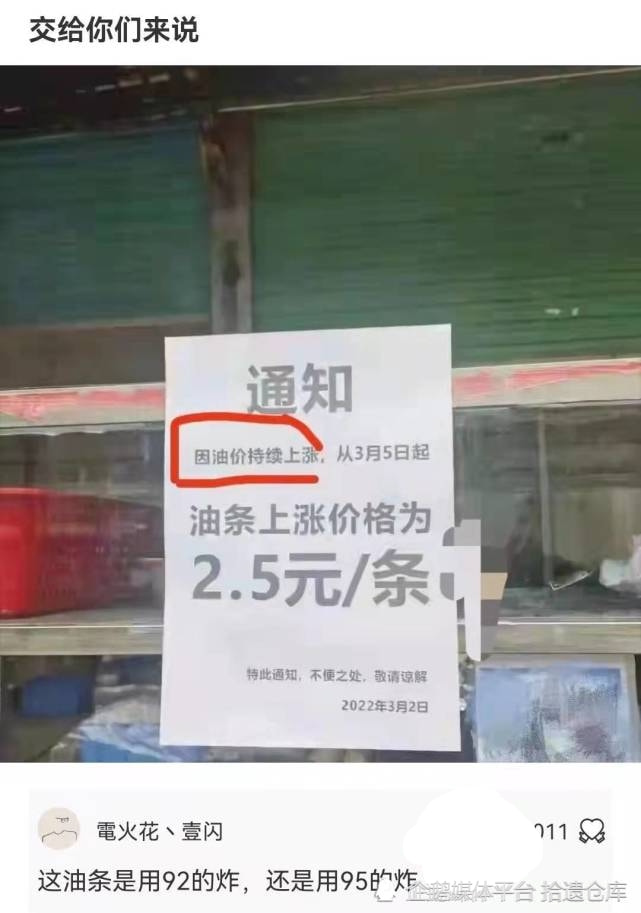 交给你们来说
通知
因油价持续上涨，从3月5日起
油条上涨价格为
2.5元/条
特此通知，不便之处，敬请谅解
2022年3月2日
電火花丶壹闪
011
这油条是用92的炸，还是用95的炸
企鹅媒体平台 拾遗仓库